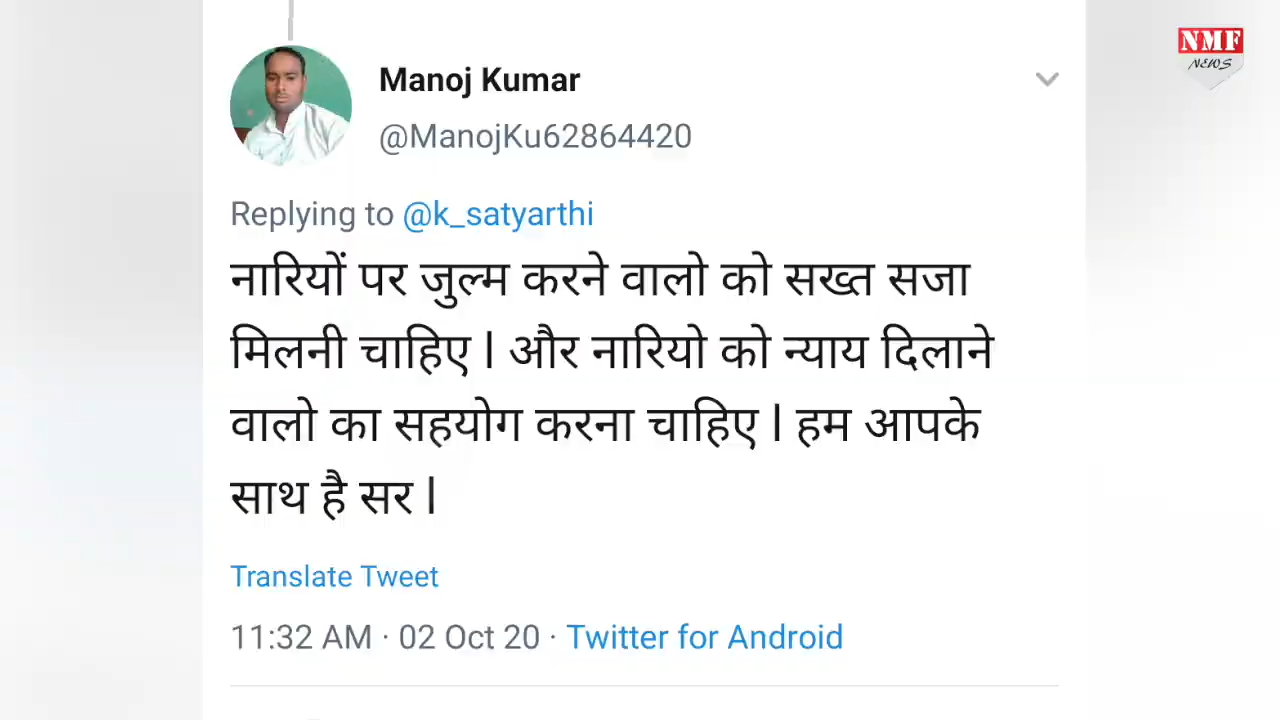 NMF
NEWS
Manoj Kumar
@ManojKu62864420
Replying to @k_satyarthi
नारियों पर जुल्म करने वालो को सख्त सजा
मिलनी चाहिए l और नारियो को न्याय दिलाने
वालो का सहयोग करना चाहिए l हम आपके
साथ है सर l
Translate Tweet
11:32 AM · 02 Oct 20 · Twitter for Android